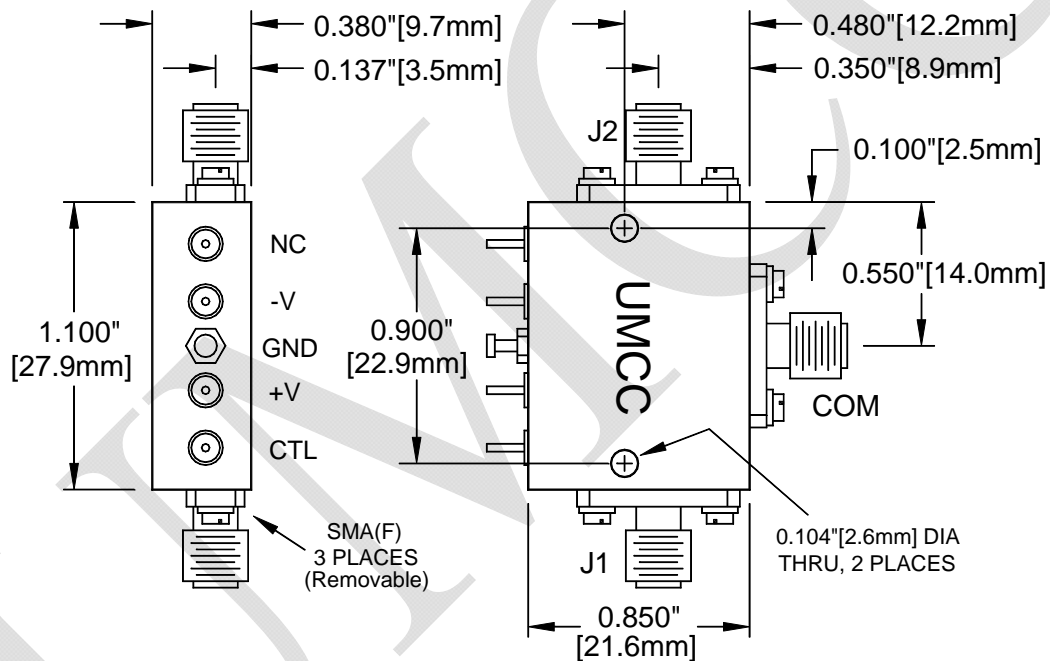 0.380"[9.7mm]
0.137"[3.5mm]
NC
-V
GND
+V
CTL
1.100"
[27.9mm]
SMA(F)
3 PLACES
(Removable)
0.480"[12.2mm]
0.350"[8.9mm]
J2
0.100"[2.5mm]
0.550"[14.0mm]
0.900"
[22.9mm]
UMCC
COM
0.104"[2.6mm] DIA
THRU, 2 PLACES
J1
0.850"
[21.6mm]
UMCC